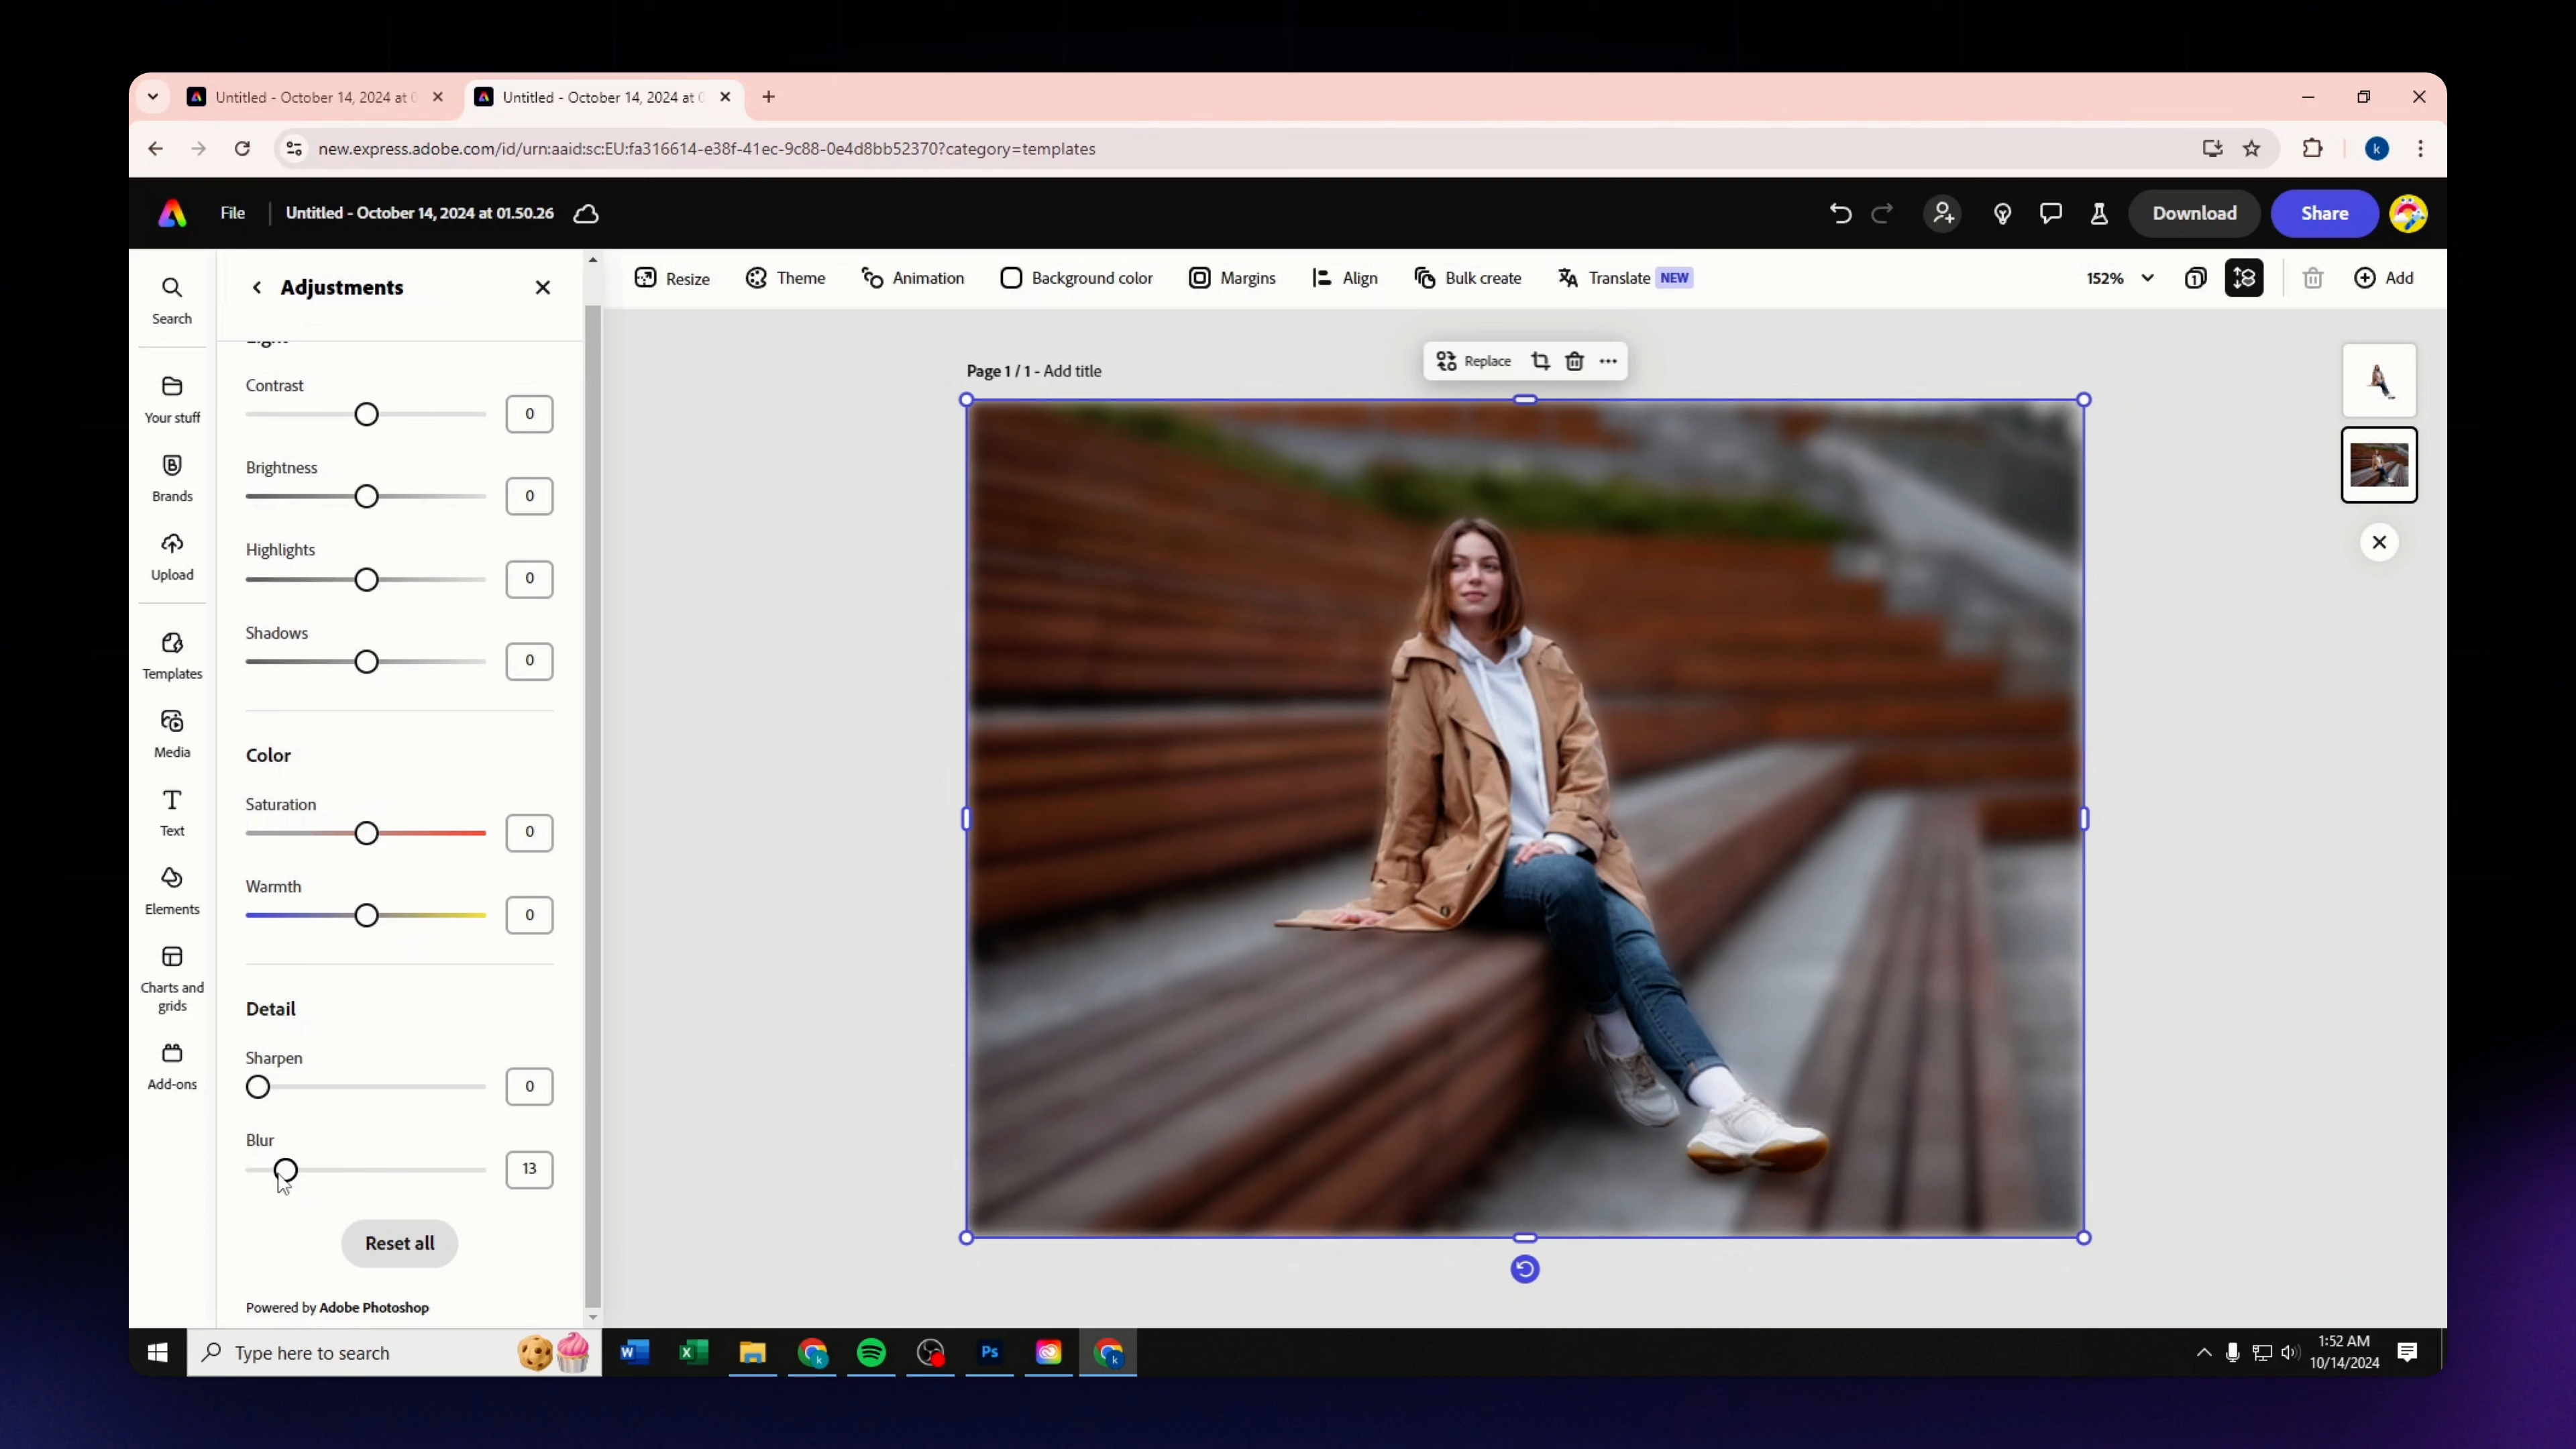 Untitled - October 14, 2024 at 0
Untitled - October 14, 2024 at 0
new.express.adobe.com/id/urn:aaid:sc:EU:fa316614-e38f-41ec-9c88-0e4d8bb52370?category=templates
k
File
Untitled - October 14, 2024 at 01.50.26
Download
Share
Search
Your stuff
Brands
Upload
Templates
Media
Text
Elements
Charts and
grids
Add-ons
Adjustments
Light
Contrast
0
Brightness
0
Highlights
0
Shadows
0
Color
Saturation
0
Warmth
0
Detail
Sharpen
0
Blur
13
Reset all
Powered by Adobe Photoshop
Resize
Theme
Animation
Background color
Margins
Align
Bulk create
Translate NEW
152%
1
Add
Page 1 / 1 - Add title
Replace
Type here to search
Ps
1:52 AM
10/14/2024